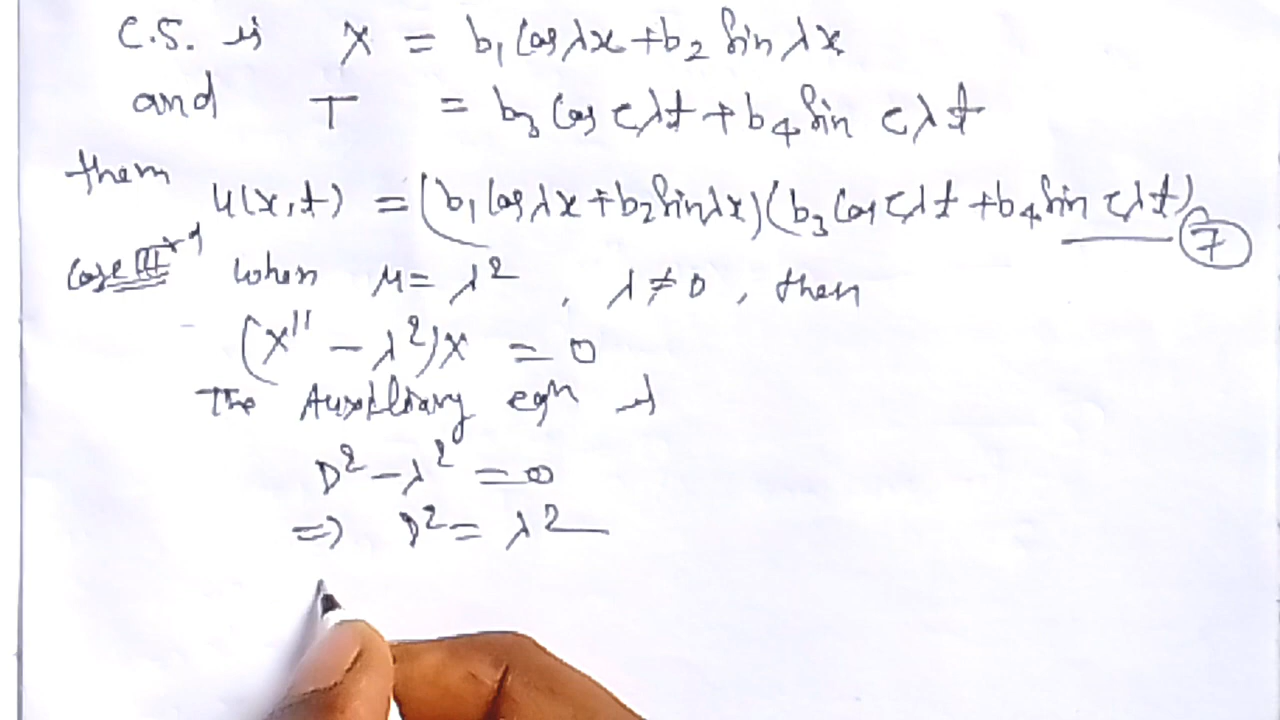 C.S. is X = b₁ Cos λx + b₂ Sin λx
and T = b₃ Cos cλt + b₄ Sin cλt
them u(x,t) = (b₁ Cos λx + b₂ Sin λx)(b₃ Cos cλt + b₄ Sin cλt) ⑦
Case IIIrd when μ = λ², λ ≠ 0, then
(X'' − λ²)X = 0
The Auxiliary eqn is
D² − λ² = 0
⇒ D² = λ²